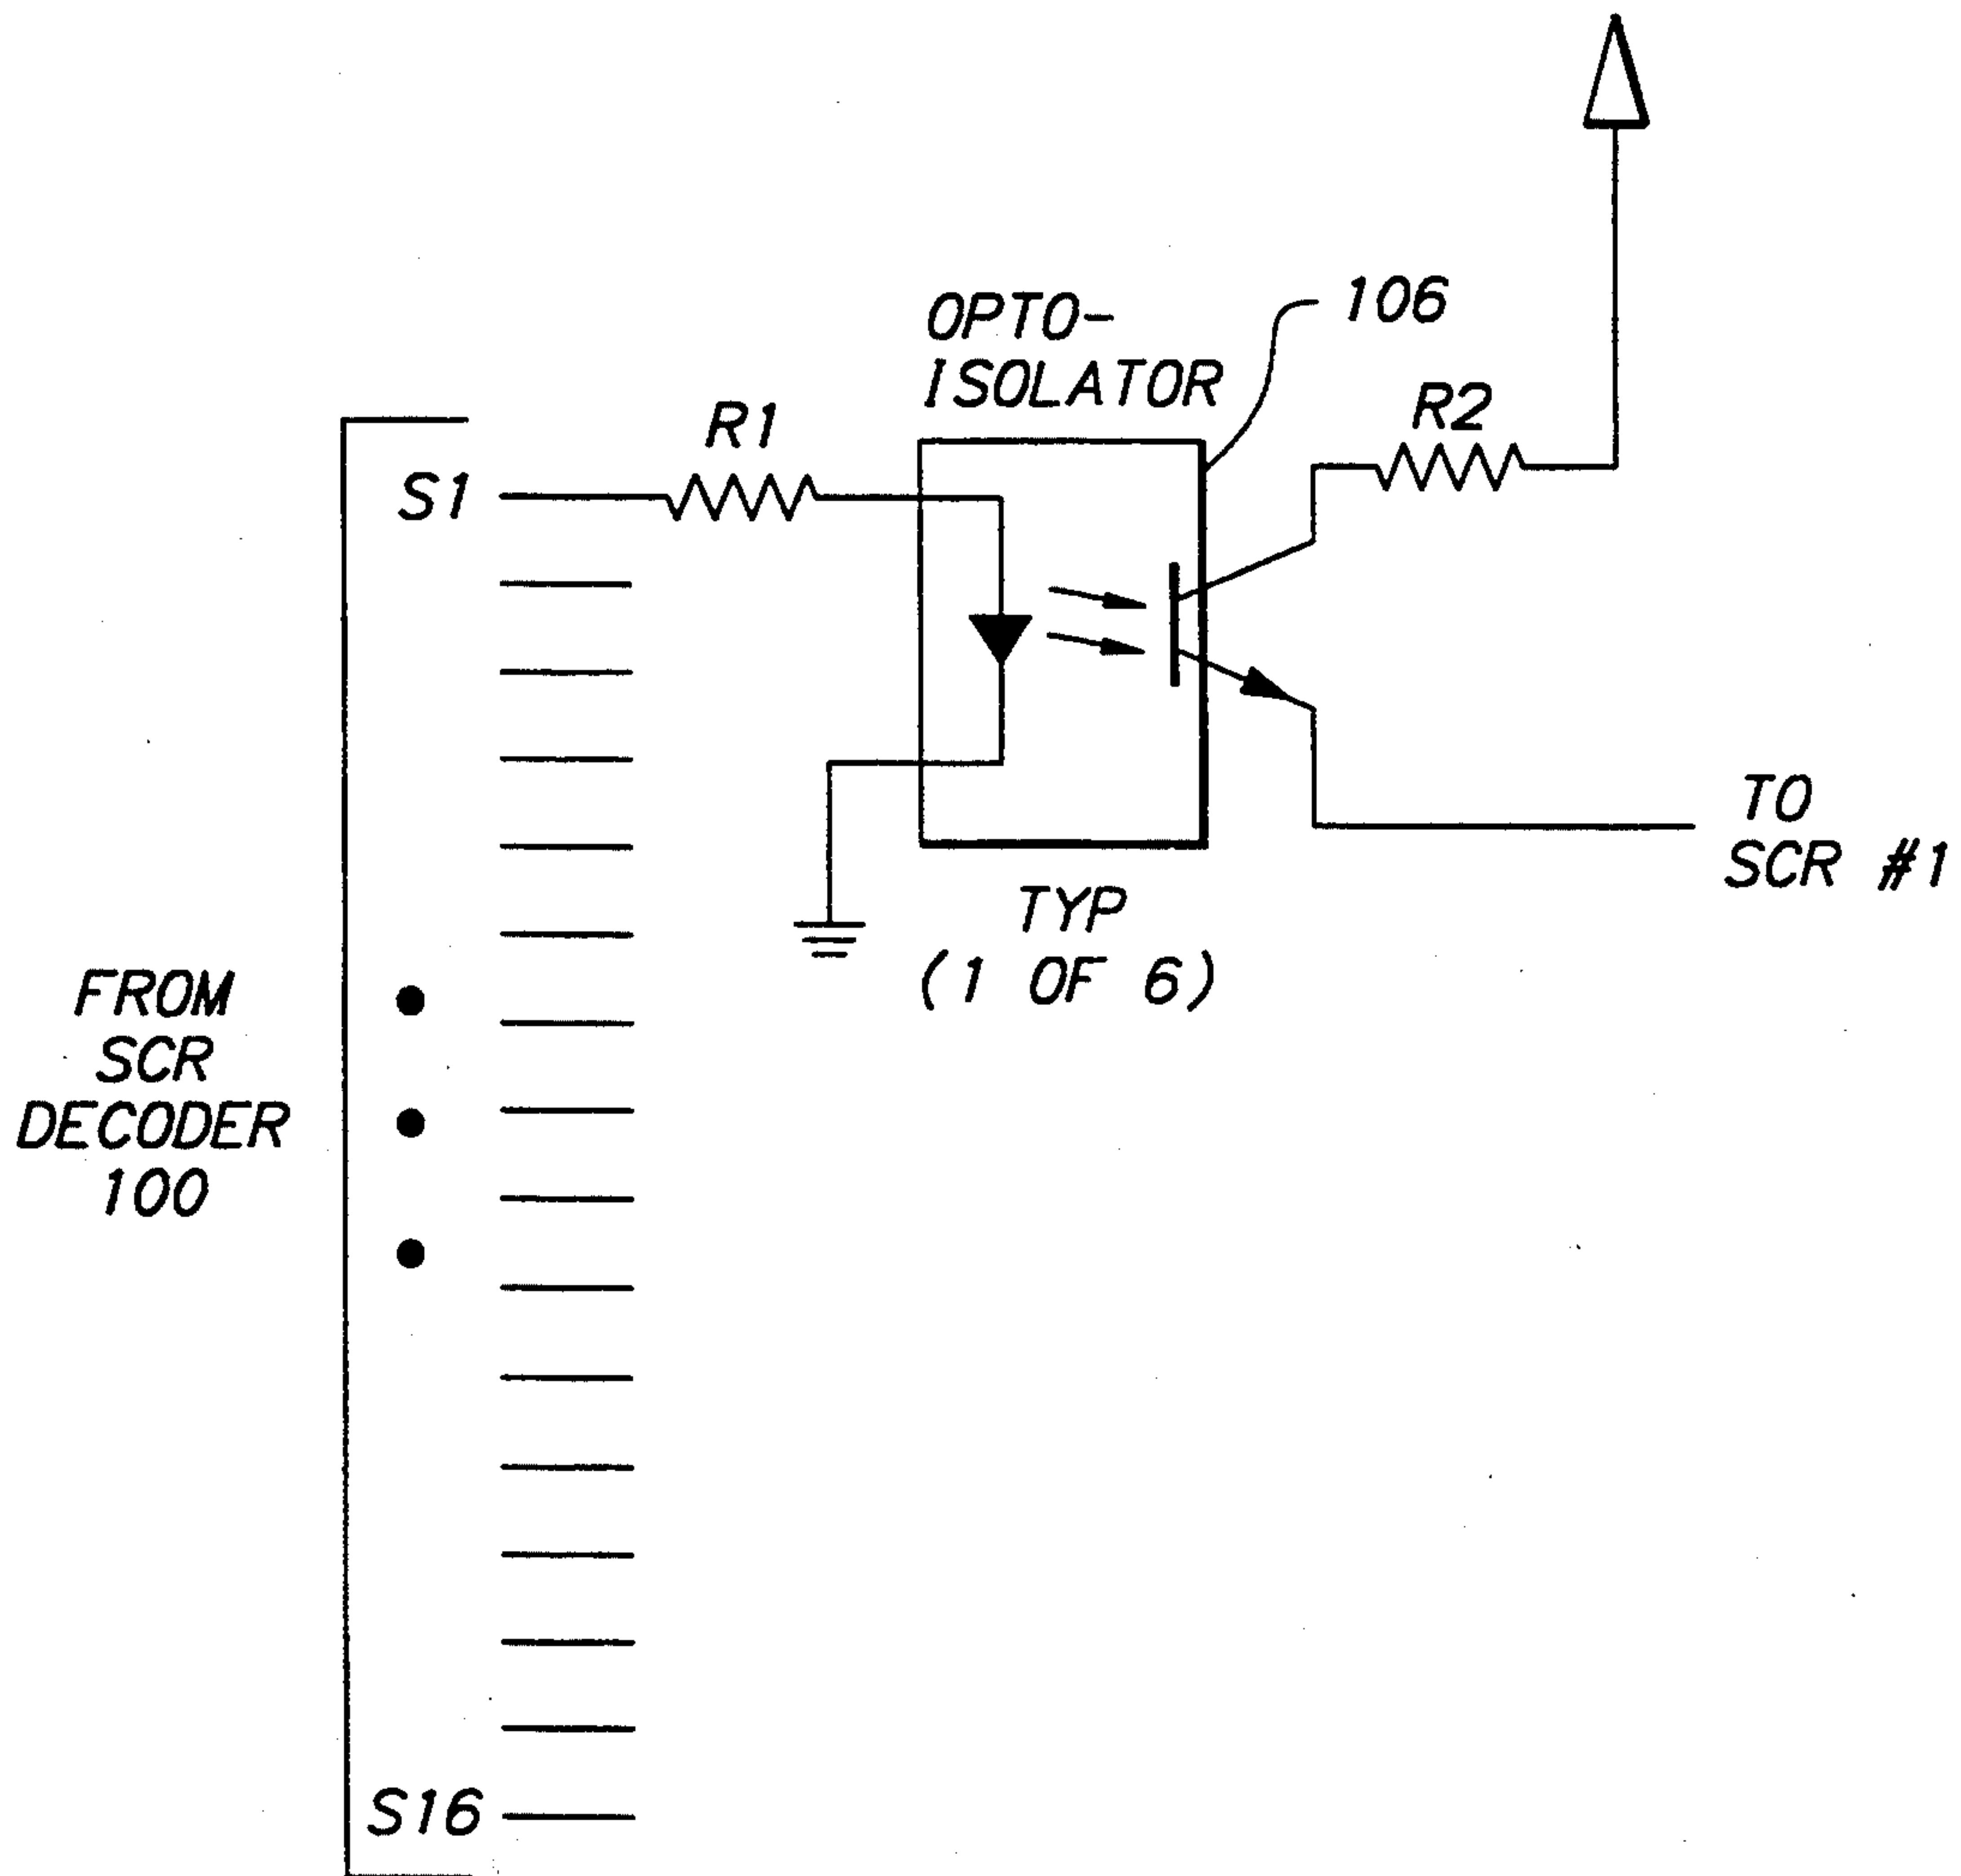 OPTO-
ISOLATOR
106
R1
R2
S1
TO
SCR #1
TYP
(1 OF 6)
FROM
SCR
DECODER
100
S16